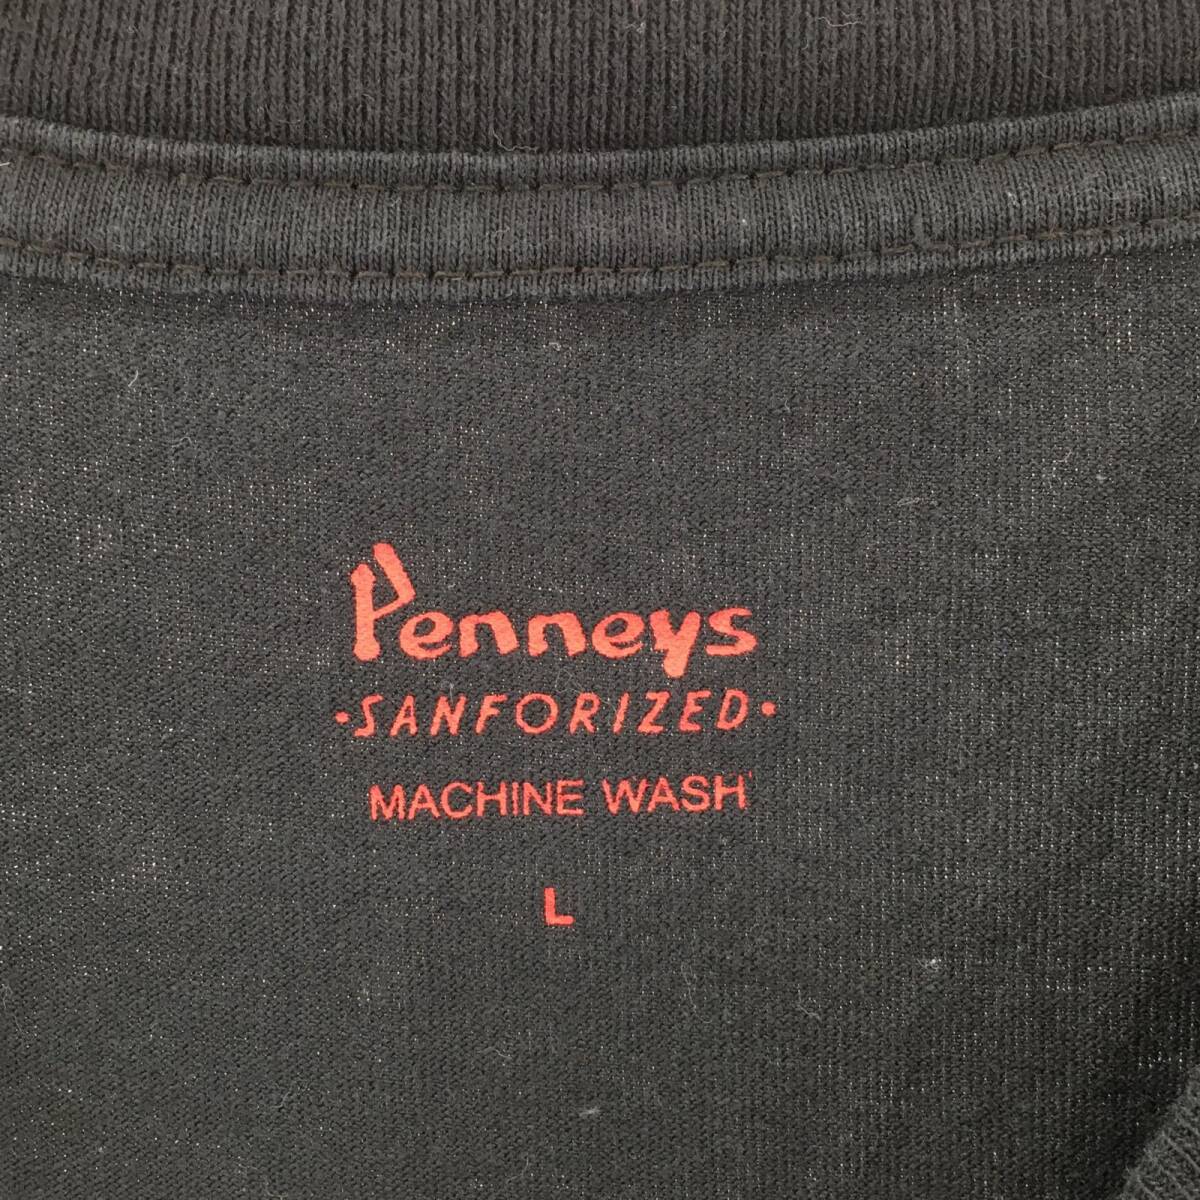 Penneys
·SANFORIZED·
MACHINE WASH
L